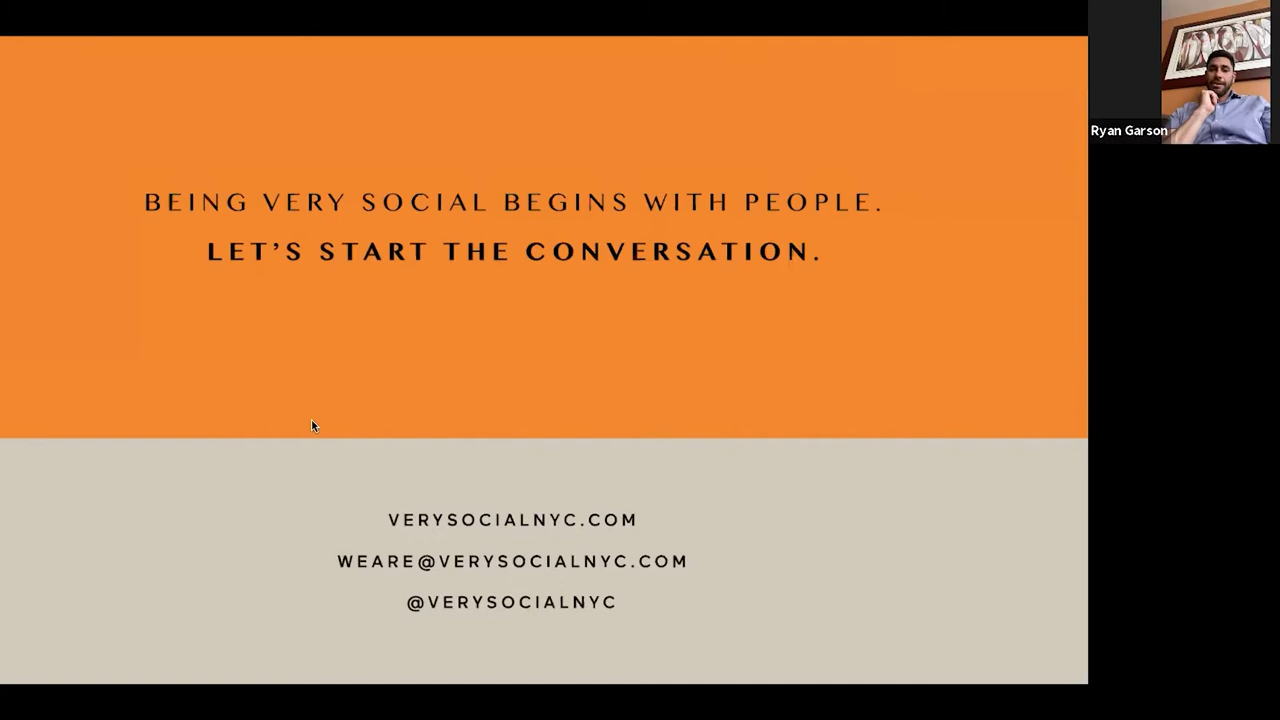 BEING VERY SOCIAL BEGINS WITH PEOPLE.
LET’S START THE CONVERSATION.
VERYSOCIALNYC.COM
WEARE@VERYSOCIALNYC.COM
@VERYSOCIALNYC
Ryan Garson